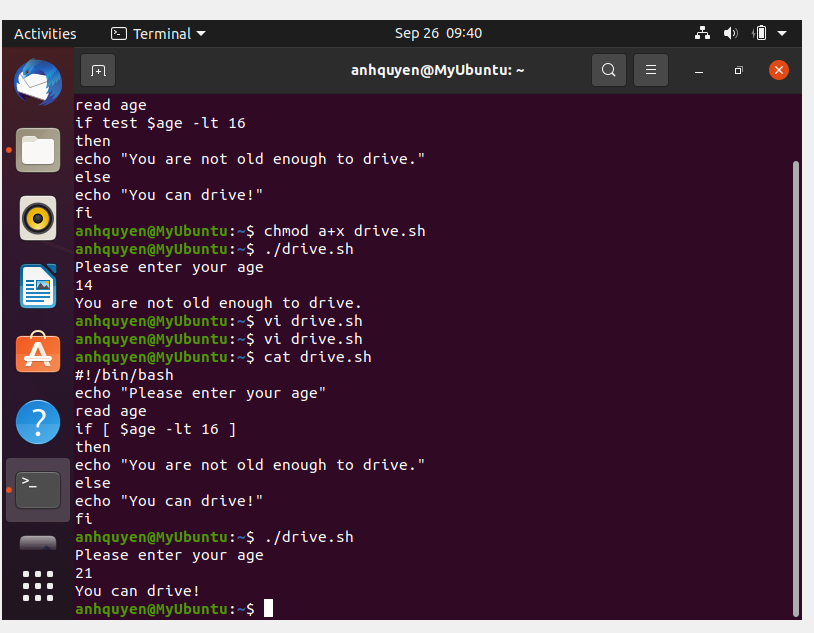 Activities
Terminal
Sep 26 09:40
anhquyen@MyUbuntu: ~
read age
if test $age -lt 16
then
echo "You are not old enough to drive."
else
echo "You can drive!"
fi
anhquyen@MyUbuntu:~$ chmod a+x drive.sh
anhquyen@MyUbuntu:~$ ./drive.sh
Please enter your age
14
You are not old enough to drive.
anhquyen@MyUbuntu:~$ vi drive.sh
anhquyen@MyUbuntu:~$ vi drive.sh
anhquyen@MyUbuntu:~$ cat drive.sh
#!/bin/bash
echo "Please enter your age"
read age
if [ $age -lt 16 ]
then
echo "You are not old enough to drive."
else
echo "You can drive!"
fi
anhquyen@MyUbuntu:~$ ./drive.sh
Please enter your age
21
You can drive!
anhquyen@MyUbuntu:~$